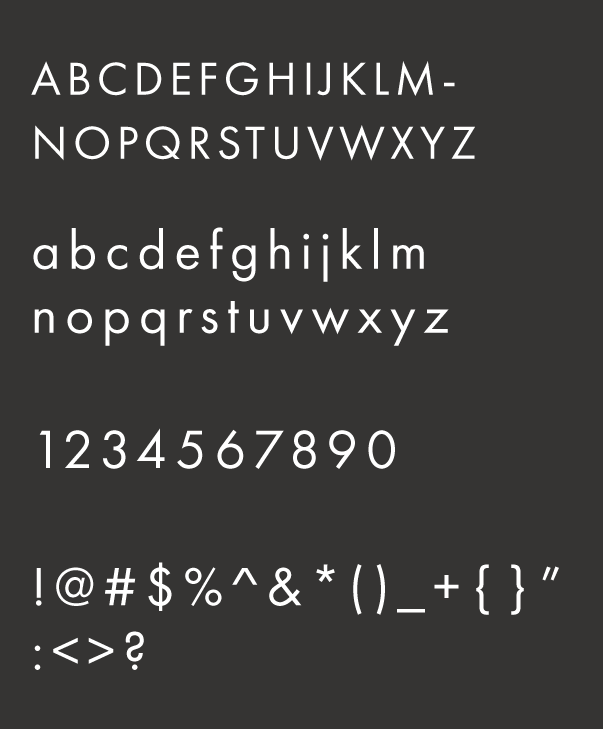 ABCDEFGHIJKLM-
NOPQRSTUVWXYZ
abcdefghijklm
nopqrstuvwxyz
1234567890
!@#$%^&*()_+{}”
:<>?